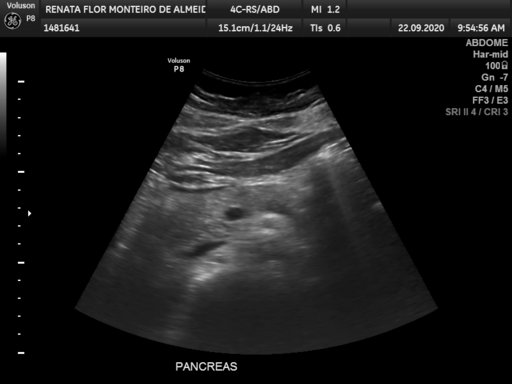 Voluson
P8
RENATA FLOR MONTEIRO DE ALMEID
4C-RS/ABD
MI 1.2
1481641
15.1cm/1.1/24Hz
TIs 0.6
22.09.2020
9:54:56 AM
Voluson
P8
ABDOME
Har-mid
100
Gn -7
C4 / M5
FF3 / E3
SRI II 4 / CRI 3
PANCREAS